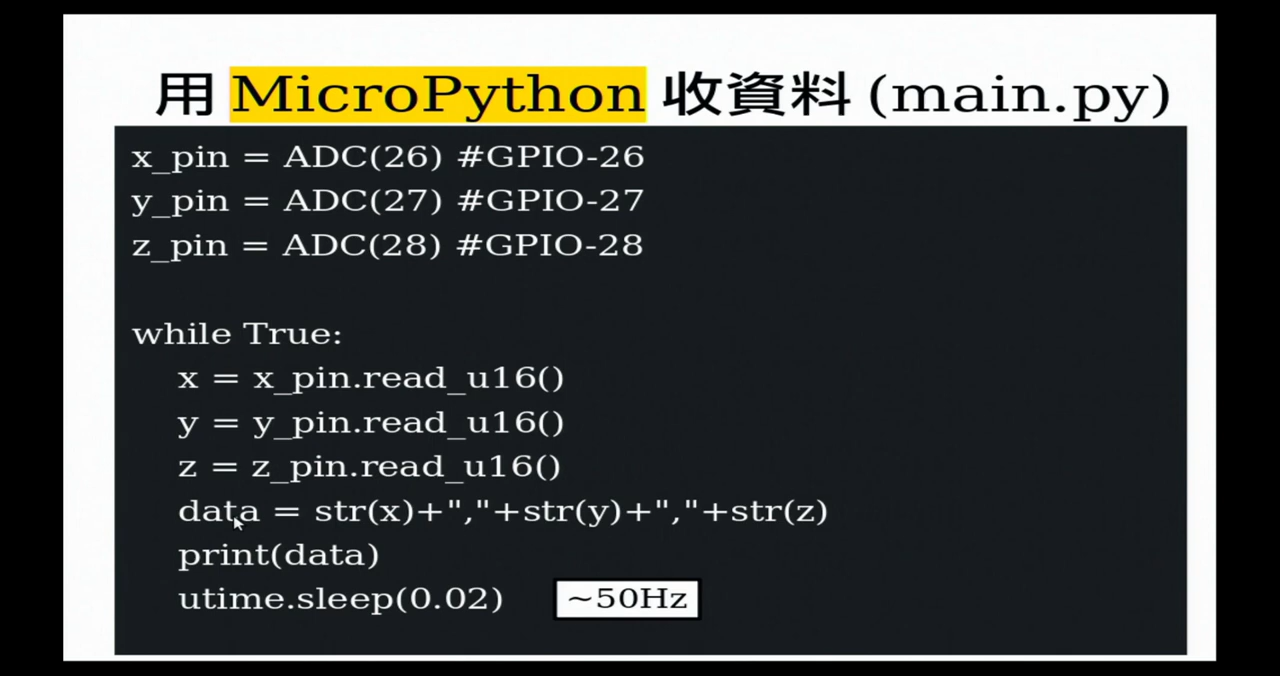 用 MicroPython 收資料 (main.py)
x_pin = ADC(26) #GPIO-26
y_pin = ADC(27) #GPIO-27
z_pin = ADC(28) #GPIO-28
while True:
x = x_pin.read_u16()
y = y_pin.read_u16()
z = z_pin.read_u16()
data = str(x)+","+str(y)+","+str(z)
print(data)
utime.sleep(0.02) ~50Hz